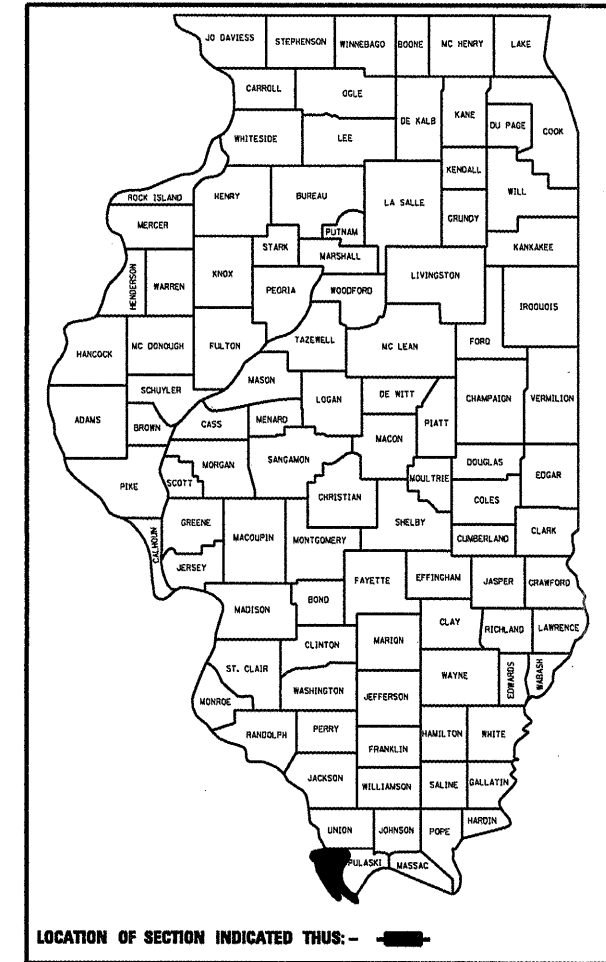 JO DAVIESS
STEPHENSON
WINNEBAGO
BOONE
MC HENRY
LAKE
CARROLL
OGLE
DE KALB
KANE
DU PAGE
COOK
WHITESIDE
LEE
KENDALL
WILL
ROCK ISLAND
HENRY
BUREAU
LA SALLE
GRUNDY
MERCER
PUTNAM
STARK
MARSHALL
KANKAKEE
HENDERSON
WARREN
KNOX
PEORIA
WOODFORD
LIVINGSTON
IROQUOIS
HANCOCK
MC DONOUGH
FULTON
TAZEWELL
MC LEAN
FORD
SCHUYLER
MASON
LOGAN
DE WITT
CHAMPAIGN
VERMILION
ADAMS
BROWN
CASS
MENARD
MACON
PIATT
PIKE
SCOTT
MORGAN
SANGAMON
CHRISTIAN
MOULTRIE
DOUGLAS
COLES
EDGAR
CALHOUN
GREENE
MACOUPIN
MONTGOMERY
SHELBY
CUMBERLAND
CLARK
JERSEY
MADISON
BOND
FAYETTE
EFFINGHAM
JASPER
CRAWFORD
CLINTON
MARION
CLAY
RICHLAND
LAWRENCE
ST. CLAIR
WASHINGTON
JEFFERSON
WAYNE
EDWARDS
WABASH
MONROE
RANDOLPH
PERRY
FRANKLIN
HAMILTON
WHITE
JACKSON
WILLIAMSON
SALINE
GALLATIN
UNION
JOHNSON
POPE
HARDIN
PULASKI
MASSAC
LOCATION OF SECTION INDICATED THUS: -